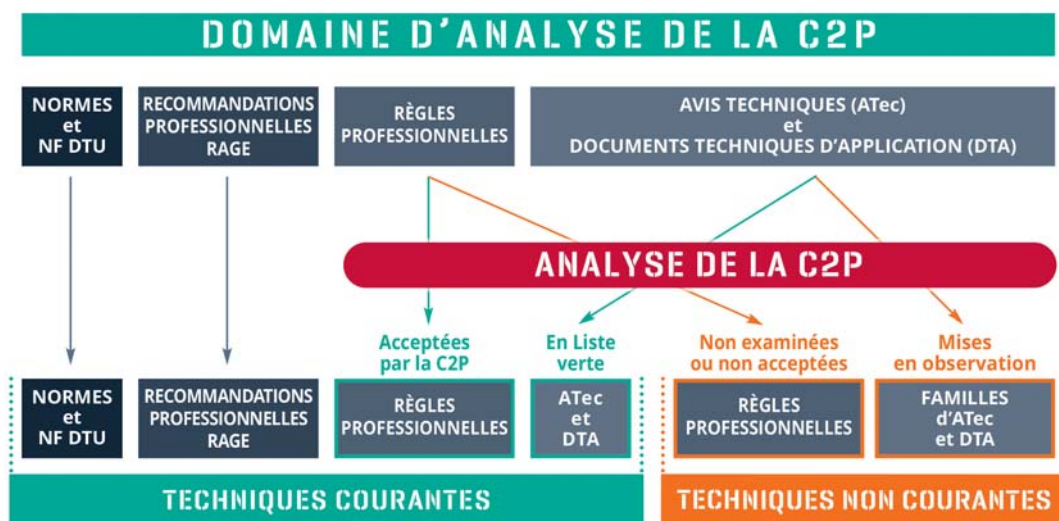 DOMAINE D'ANALYSE DE LA C2P
NORMES
et
NF DTU
RECOMMANDATIONS
PROFESSIONNELLES
RAGE
RÈGLES
PROFESSIONNELLES
AVIS TECHNIQUES (ATec)
et
DOCUMENTS TECHNIQUES D'APPLICATION (DTA)
ANALYSE DE LA C2P
Acceptées
par la C2P
En Liste
verte
Non examinées
ou non acceptées
Mises
en observation
NORMES
et
NF DTU
RECOMMANDATIONS
PROFESSIONNELLES
RAGE
RÈGLES
PROFESSIONNELLES
ATec
et
DTA
RÈGLES
PROFESSIONNELLES
FAMILLES
d'ATec
et DTA
TECHNIQUES COURANTES
TECHNIQUES NON COURANTES